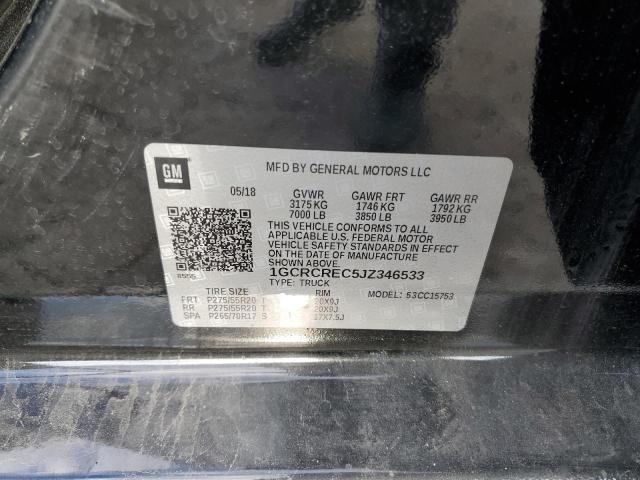 GM
MFD BY GENERAL MOTORS LLC
05/18 GVWR GAWR FRT GAWR RR
3175 KG 1746 KG 1792 KG
7000 LB 3850 LB 3950 LB
THIS VEHICLE CONFORMS TO ALL
APPLICABLE U.S. FEDERAL MOTOR
VEHICLE SAFETY STANDARDS IN EFFECT
ON THE DATE OF MANUFACTURE SHOWN ABOVE.
1GCRCREC5JZ346533
TYPE: TRUCK
MODEL: 53CC15753
TIRE SIZE RIM
FRT P275/55R20 T 20X9J
RR P275/55R20 T 20X9J
SPA P265/70R17 S 17X7.5J